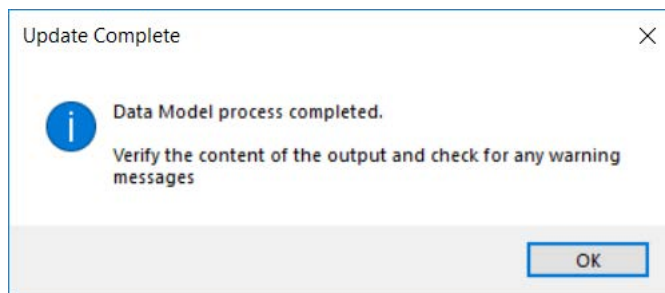 Update Complete
Data Model process completed.
Verify the content of the output and check for any warning
messages
OK